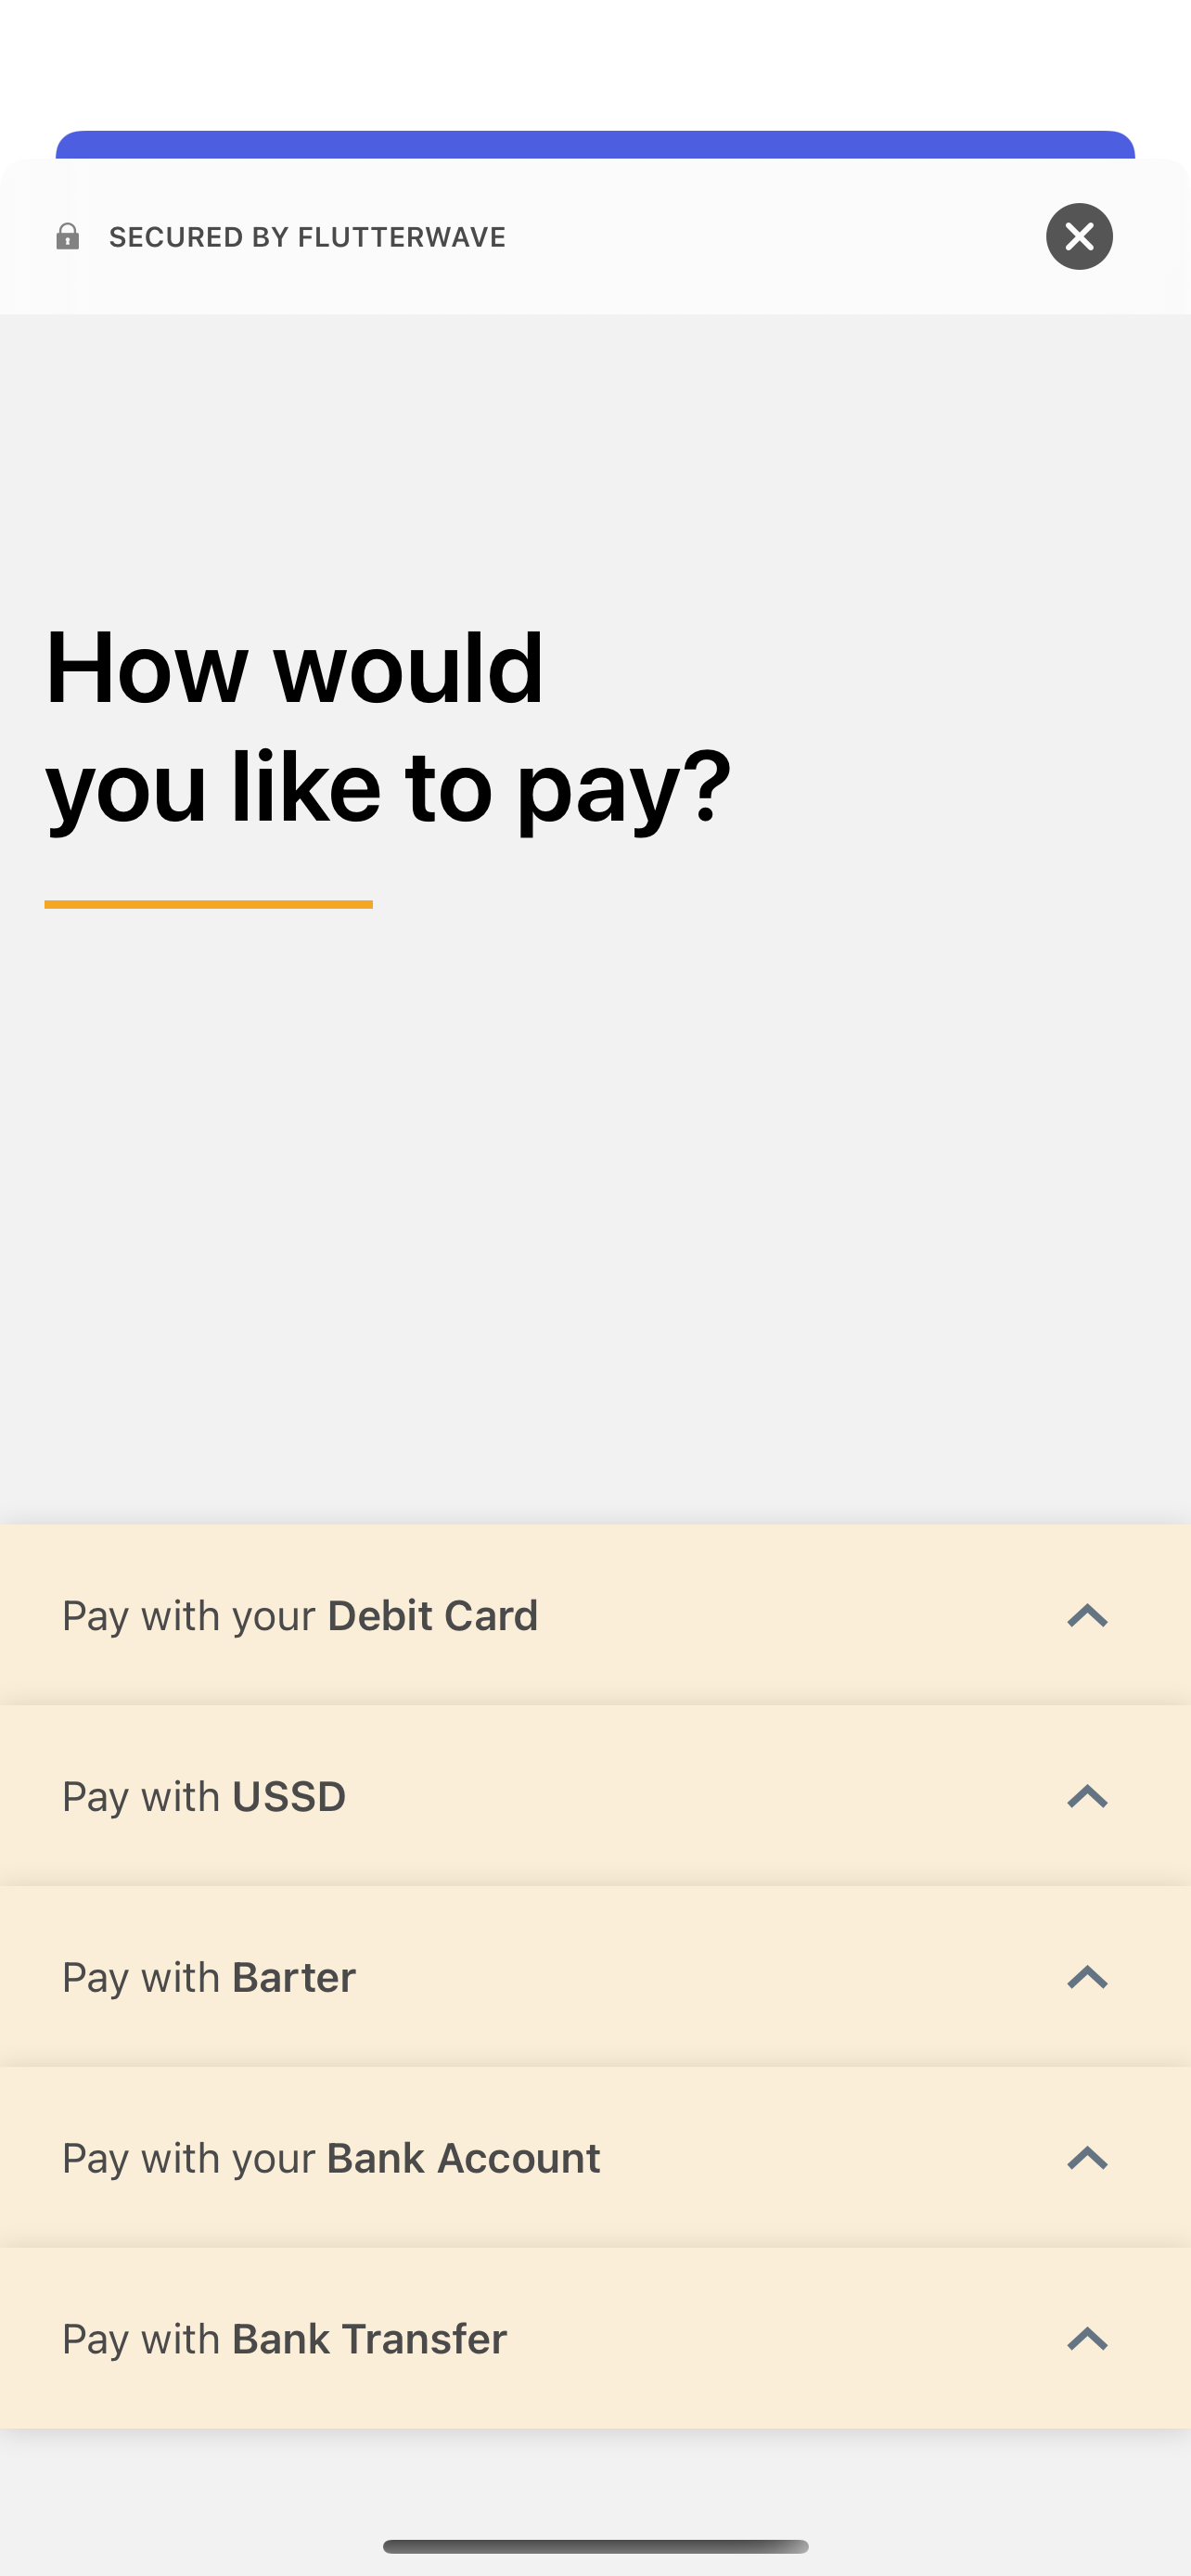 SECURED BY FLUTTERWAVE
How would
you like to pay?
Pay with your Debit Card
Pay with USSD
Pay with Barter
Pay with your Bank Account
Pay with Bank Transfer